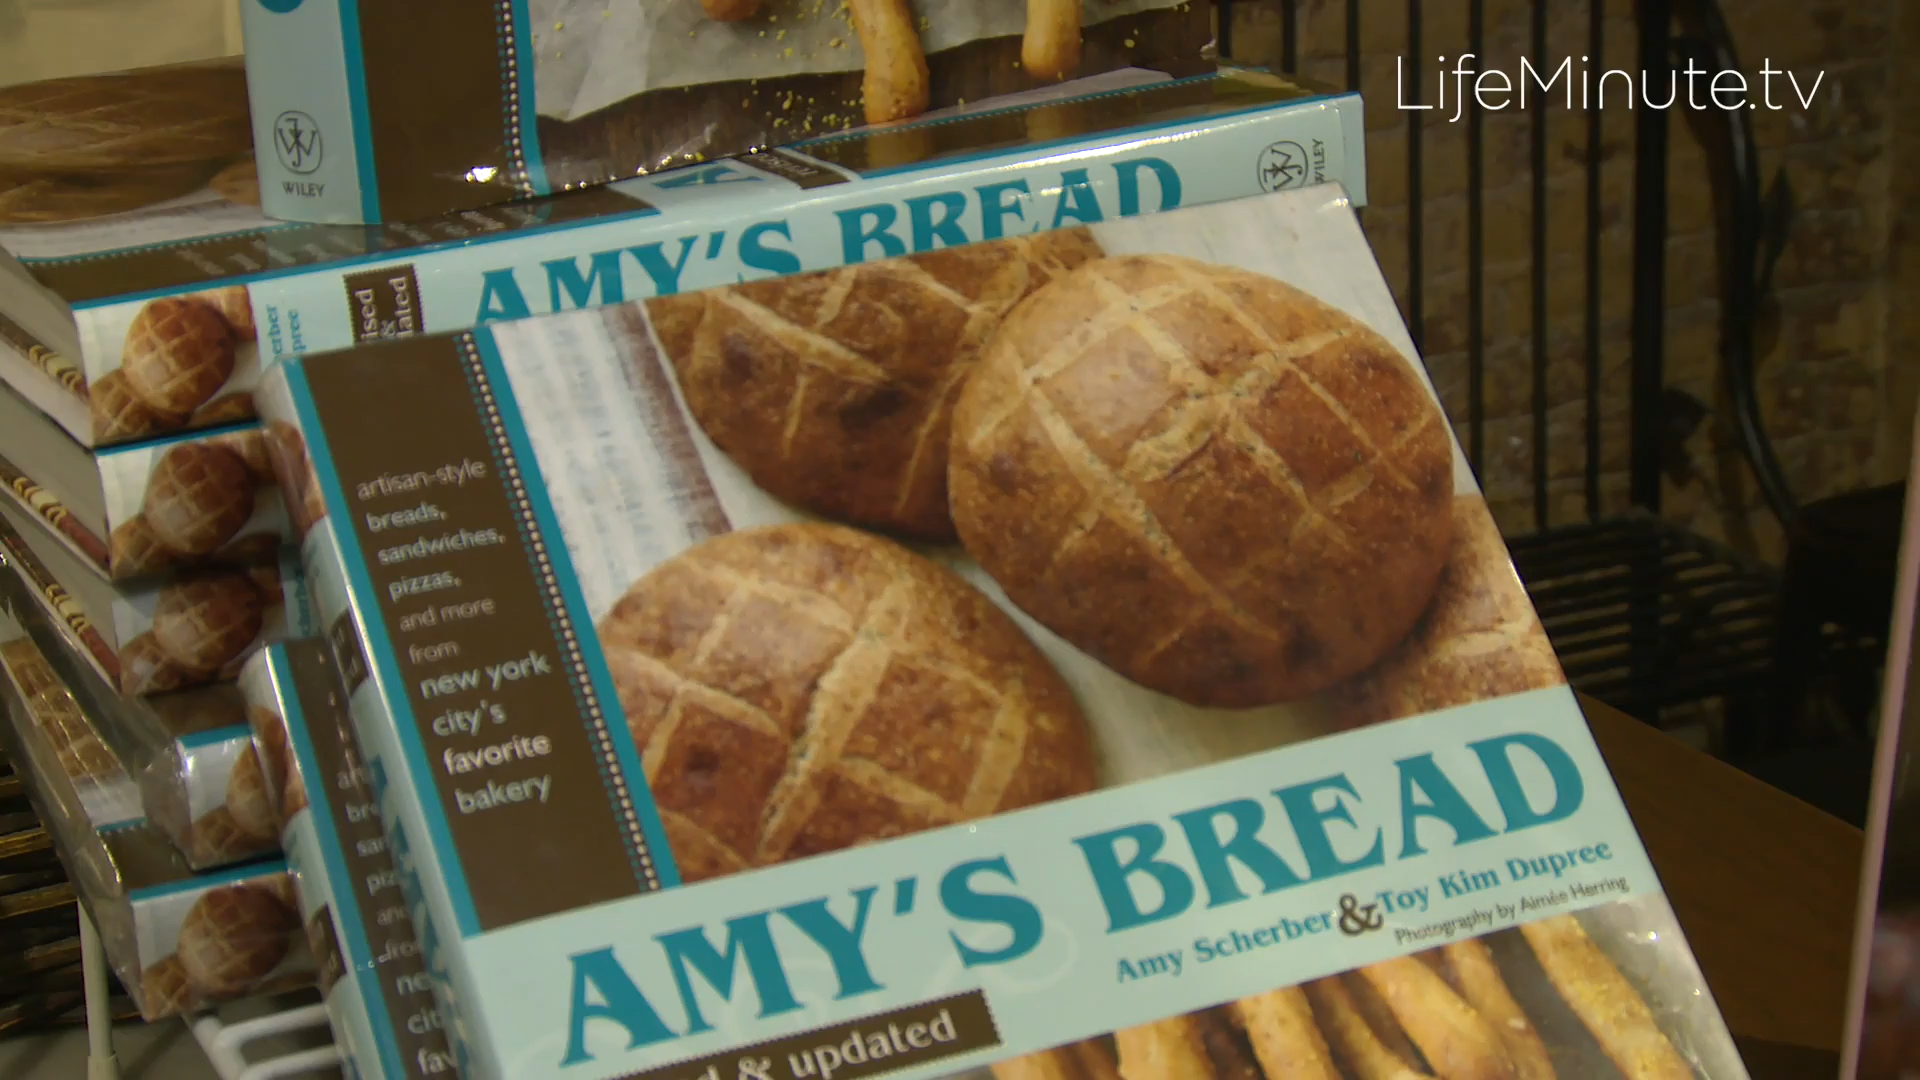 LifeMinute.tv
WILEY
AMY'S BREAD
WILEY
artisan-style
breads,
sandwiches,
pizzas,
and more
from
new york
city's
favorite
bakery
AMY'S BREAD
Amy Scherber & Toy Kim Dupree
Photography by Aimée Herring
& updated